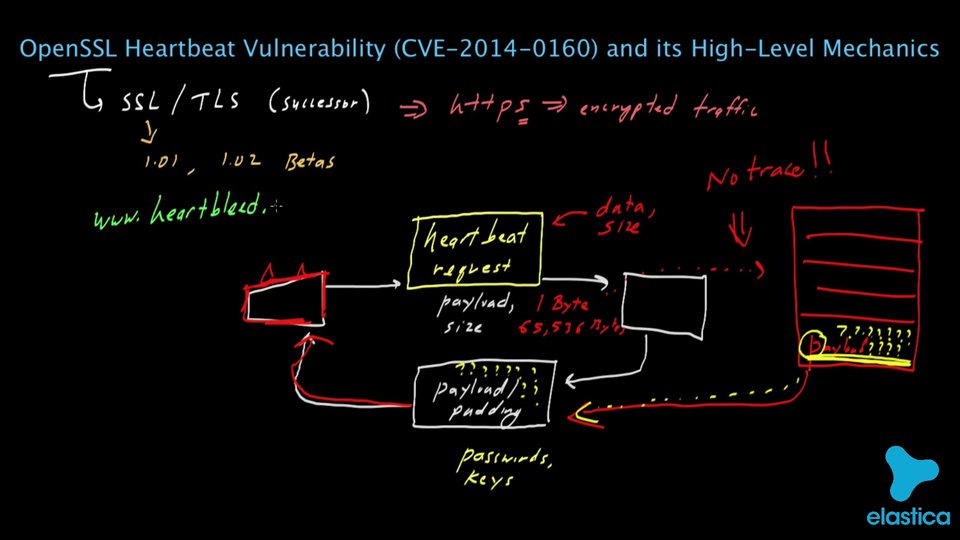 OpenSSL Heartbeat Vulnerability (CVE-2014-0160) and its High-Level Mechanics
SSL / TLS (successor) ⇒ https ⇒ encrypted traffic
1.01, 1.02 Betas
No trace!!
www.heartbleed.
data,
size
heartbeat
request
payload,
size
1 Byte
65,536 Bytes
?.??????
payload ????
?????? ?
payload/ ??
padding
passwords,
keys
elastica